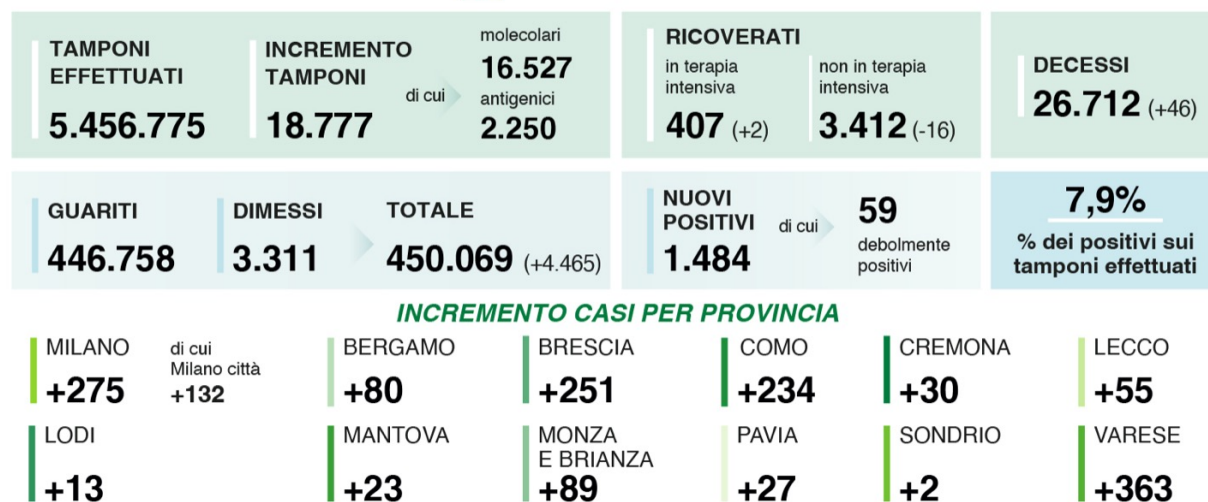 TAMPONI
EFFETTUATI
5.456.775
INCREMENTO
TAMPONI
18.777
di cui
molecolari
16.527
antigenici
2.250
RICOVERATI
in terapia
intensiva
407 (+2)
non in terapia
intensiva
3.412 (-16)
DECESSI
26.712 (+46)
GUARITI
446.758
DIMESSI
3.311
TOTALE
450.069 (+4.465)
NUOVI
POSITIVI
1.484
di cui
59
debolmente
positivi
7,9%
% dei positivi sui
tamponi effettuati
INCREMENTO CASI PER PROVINCIA
MILANO
+275
di cui
Milano città
+132
BERGAMO
+80
BRESCIA
+251
COMO
+234
CREMONA
+30
LECCO
+55
LODI
+13
MANTOVA
+23
MONZA
E BRIANZA
+89
PAVIA
+27
SONDRIO
+2
VARESE
+363